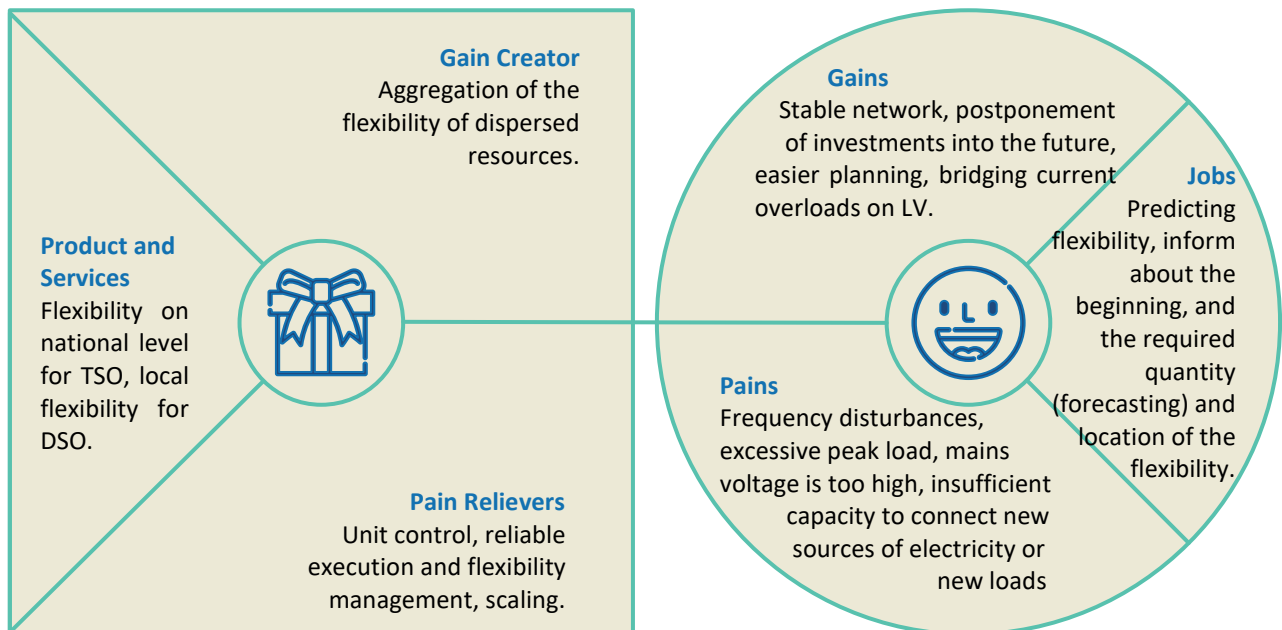 Gain Creator
Aggregation of the
flexibility of dispersed
resources.
Product and
Services
Flexibility on
national level
for TSO, local
flexibility for
DSO.
Pain Relievers
Unit control, reliable
execution and flexibility
management, scaling.
Gains
Stable network, postponement
of investments into the future,
easier planning, bridging current
overloads on LV.
Jobs
Predicting
flexibility, inform
about the
beginning, and
the required
quantity
(forecasting) and
location of the
flexibility.
Pains
Frequency disturbances,
excessive peak load, mains
voltage is too high, insufficient
capacity to connect new
sources of electricity or
new loads